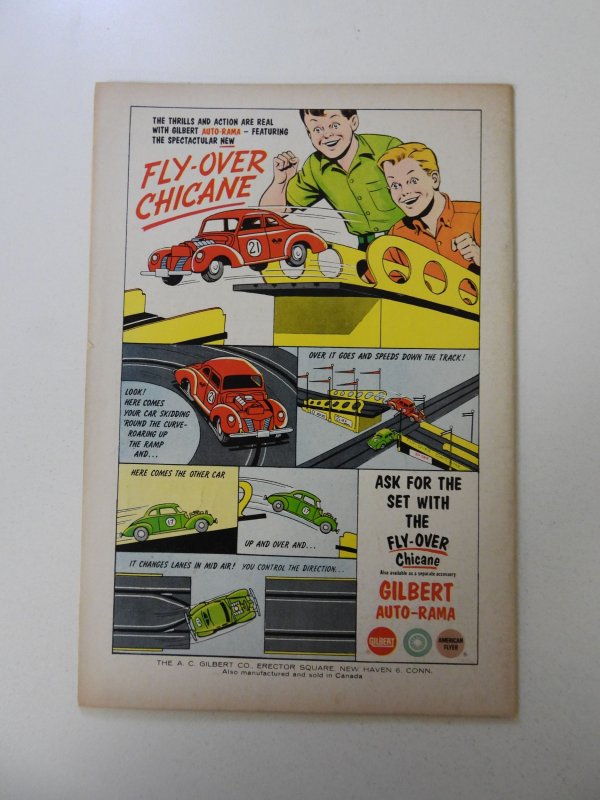 THE THRILLS AND ACTION ARE REAL
WITH GILBERT AUTO-RAMA – FEATURING
THE SPECTACULAR NEW
FLY-OVER
CHICANE
21
LOOK!
HERE COMES
YOUR CAR SKIDDING
'ROUND THE CURVE-
ROARING UP
THE RAMP
AND...
OVER IT GOES AND SPEEDS DOWN THE TRACK!
HERE COMES THE OTHER CAR
17
UP AND OVER AND...
IT CHANGES LANES IN MID AIR! YOU CONTROL THE DIRECTION...
ASK FOR THE
SET WITH
THE
FLY-OVER
Chicane
Also available as a separate accessory
GILBERT
AUTO-RAMA
GILBERT
AMERICAN
FLYER
THE A. C. GILBERT CO., ERECTOR SQUARE, NEW HAVEN 6, CONN.
Also manufactured and sold in Canada